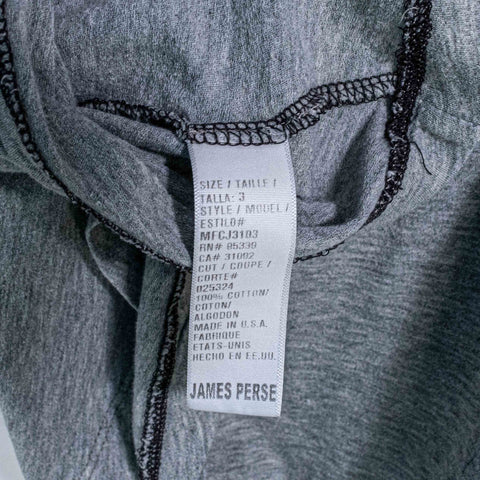 SIZE / TAILLE /
TALLA: 3
STYLE / MODEL /
ESTILO#
MFCJ3103
RN# 85330
CA# 31002
CUT / COUPE /
CORTE#
025324
100% COTTON/
COTON/
ALGODON
MADE IN U.S.A.
FABRIQUE
ETATS-UNIS
HECHO EN EE.UU.
JAMES PERSE